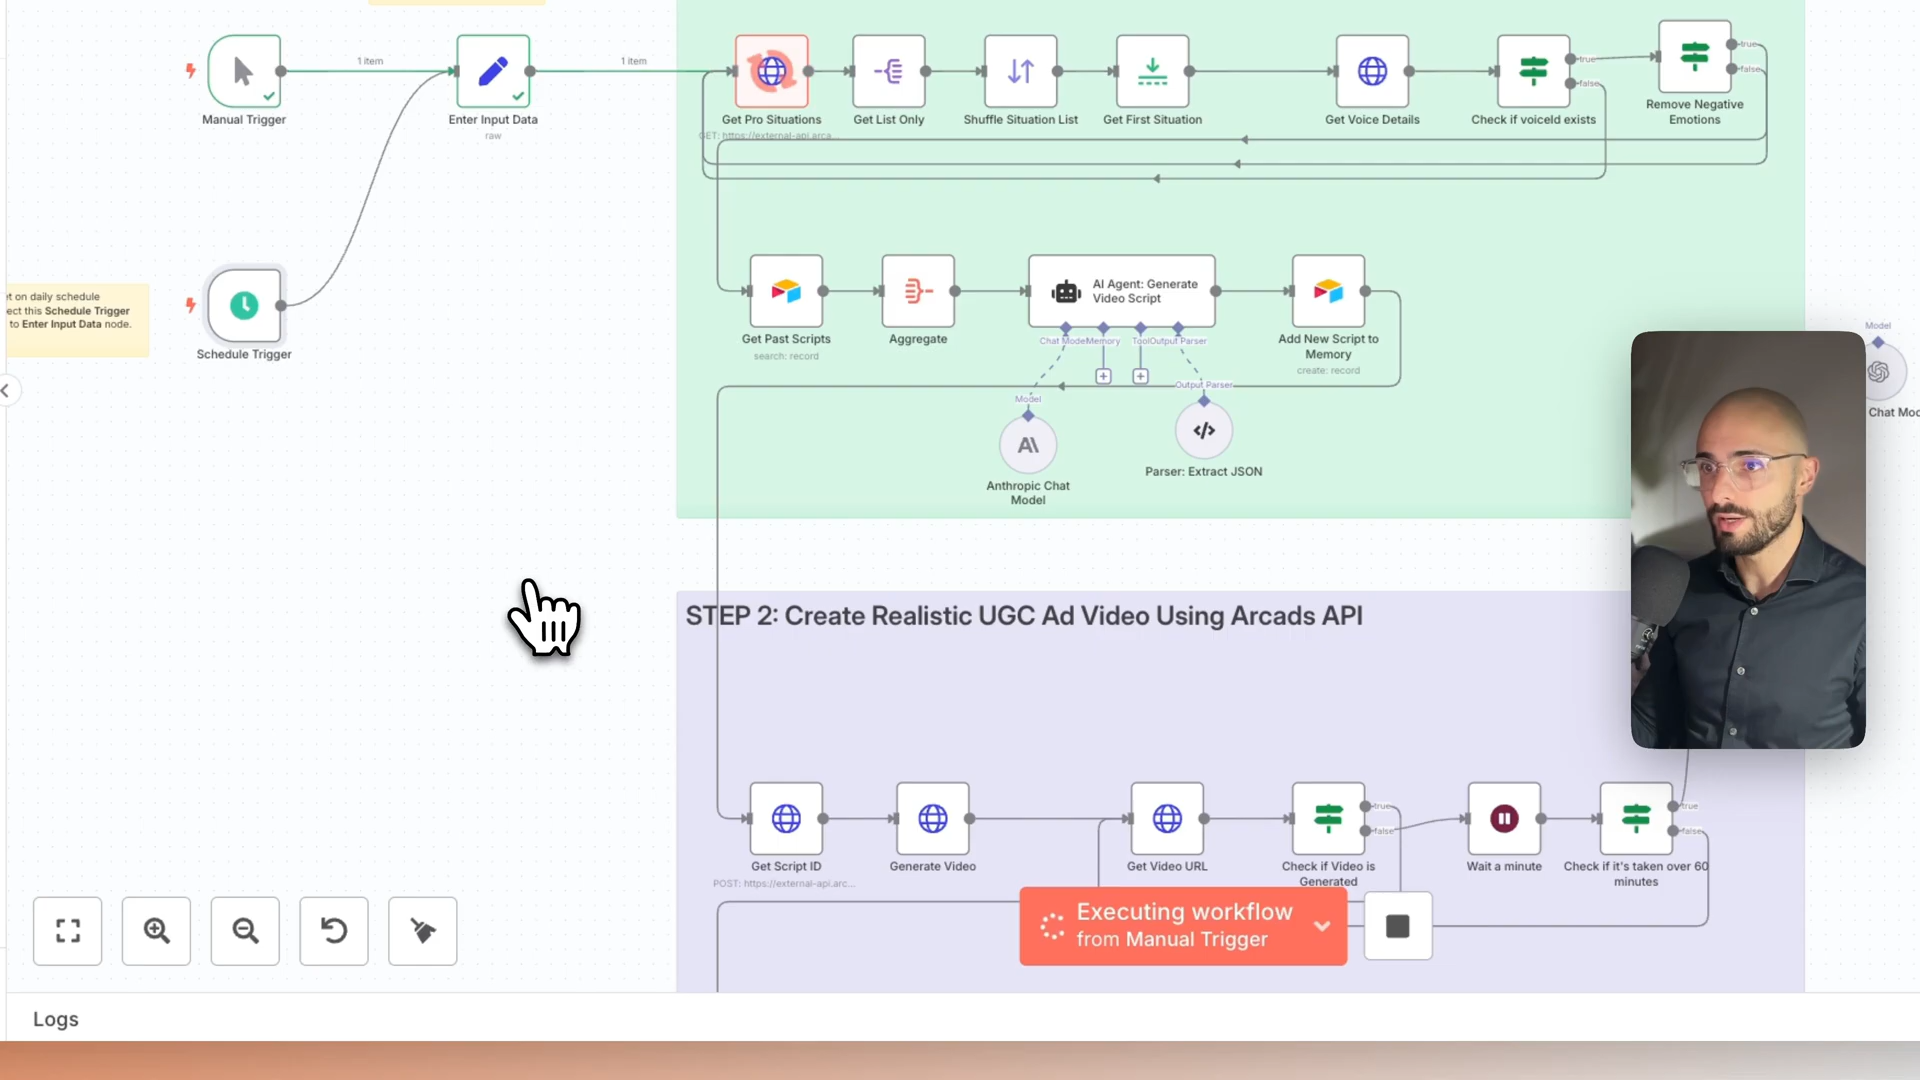 1 item
1 item
true
false
true
false
Manual Trigger
Enter Input Data
raw
Get Pro Situations
GET: https://external-api.arca...
Get List Only
Shuffle Situation List
Get First Situation
Get Voice Details
Check if voiceId exists
Remove Negative
Emotions
et on daily schedule
ect this Schedule Trigger
to Enter Input Data node.
Schedule Trigger
Get Past Scripts
search: record
Aggregate
AI Agent: Generate
Video Script
Chat Model
Memory
Tool
Output Parser
Add New Script to
Memory
create: record
Model
Output Parser
Anthropic Chat
Model
Parser: Extract JSON
Model
Chat Mod
STEP 2: Create Realistic UGC Ad Video Using Arcads API
true
false
true
false
Get Script ID
POST: https://external-api.arc...
Generate Video
Get Video URL
Check if Video is
Generated
Wait a minute
Check if it's taken over 60
minutes
Executing workflow
from Manual Trigger
Logs